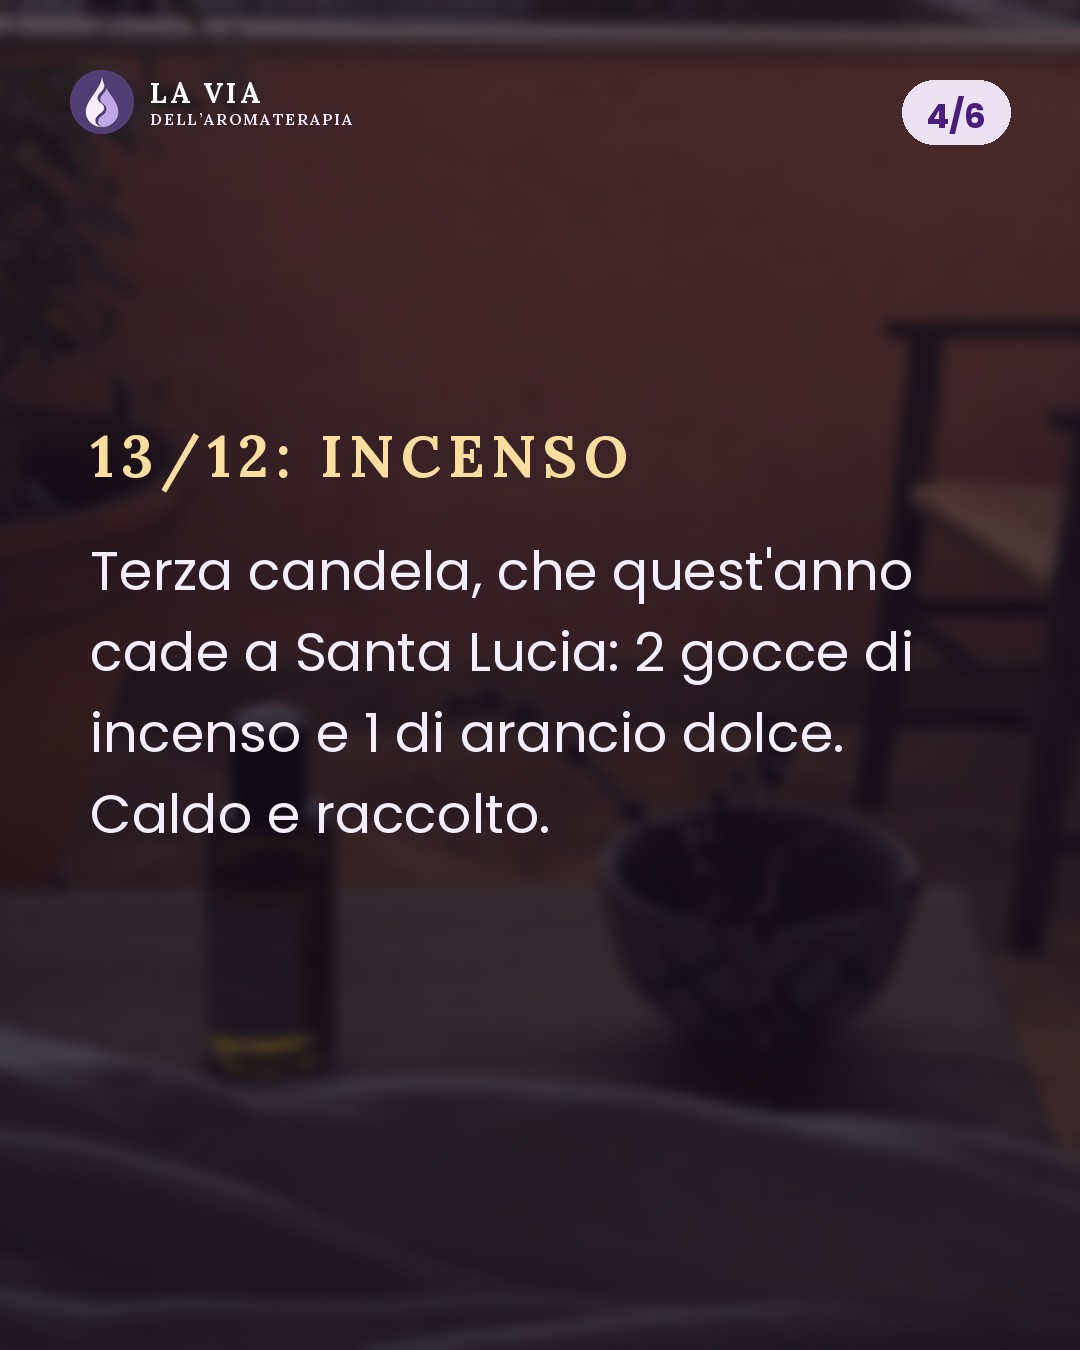 LA VIA
DELL'AROMATERAPIA
4/6
13/12: INCENSO
Terza candela, che quest'anno
cade a Santa Lucia: 2 gocce di
incenso e 1 di arancio dolce.
Caldo e raccolto.